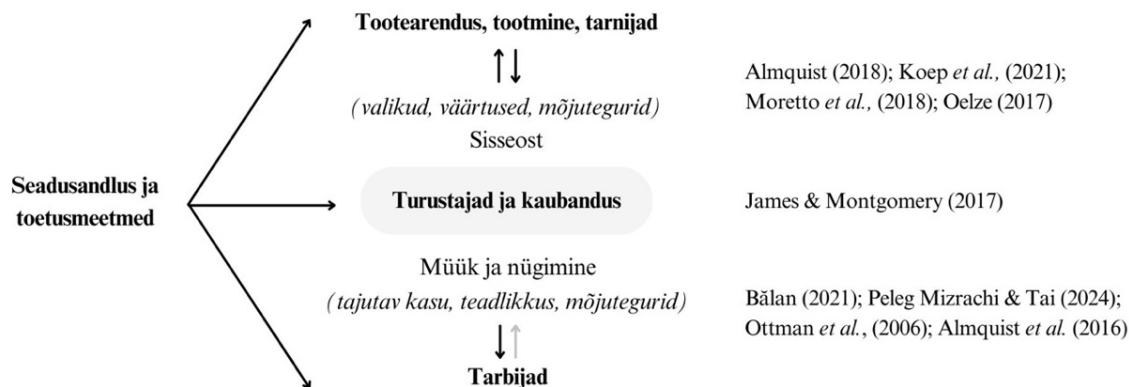 Tootearendus, tootmine, tarnijad
Almquist (2018); Koep et al., (2021);
(valikud, väärtused, mõjutegurid)
Moretto et al., (2018); Oelze (2017)
Sisseost
Seadusandlus ja
toetusmeetmed
Turustajad ja kaubandus
James & Montgomery (2017)
Müük ja nügimine
(tajutav kasu, teadlikkus, mõjutegurid)
Bălan (2021); Peleg Mizrachi & Tai (2024);
Ottman et al., (2006); Almquist et al. (2016)
Tarbijad